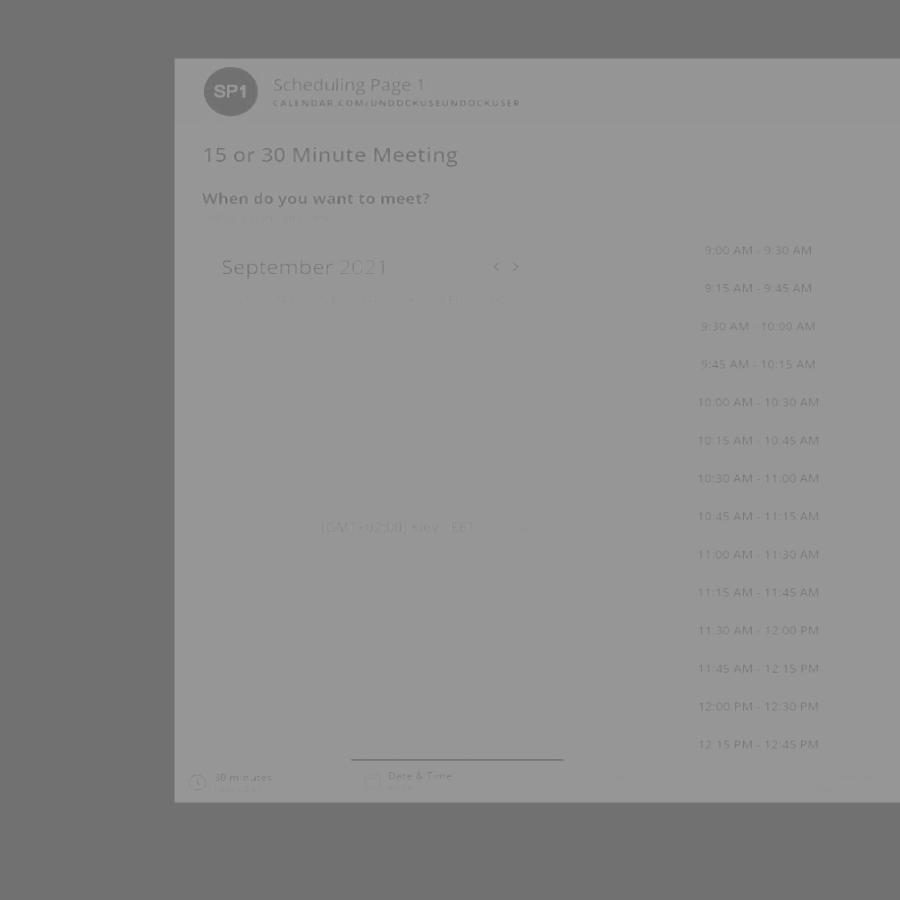 SP1
Scheduling Page 1
CALENDAR.COM/UNDOCKUSEUNDOCKUSER
15 or 30 Minute Meeting
When do you want to meet?
September 2021
(GMT+02:00) Kiev EET
9:00 AM - 9:30 AM
9:15 AM - 9:45 AM
9:30 AM - 10:00 AM
9:45 AM - 10:15 AM
10:00 AM - 10:30 AM
10:15 AM - 10:45 AM
10:30 AM - 11:00 AM
10:45 AM - 11:15 AM
11:00 AM - 11:30 AM
11:15 AM - 11:45 AM
11:30 AM - 12:00 PM
11:45 AM - 12:15 PM
12:00 PM - 12:30 PM
12:15 PM - 12:45 PM
30 minutes
Date & Time